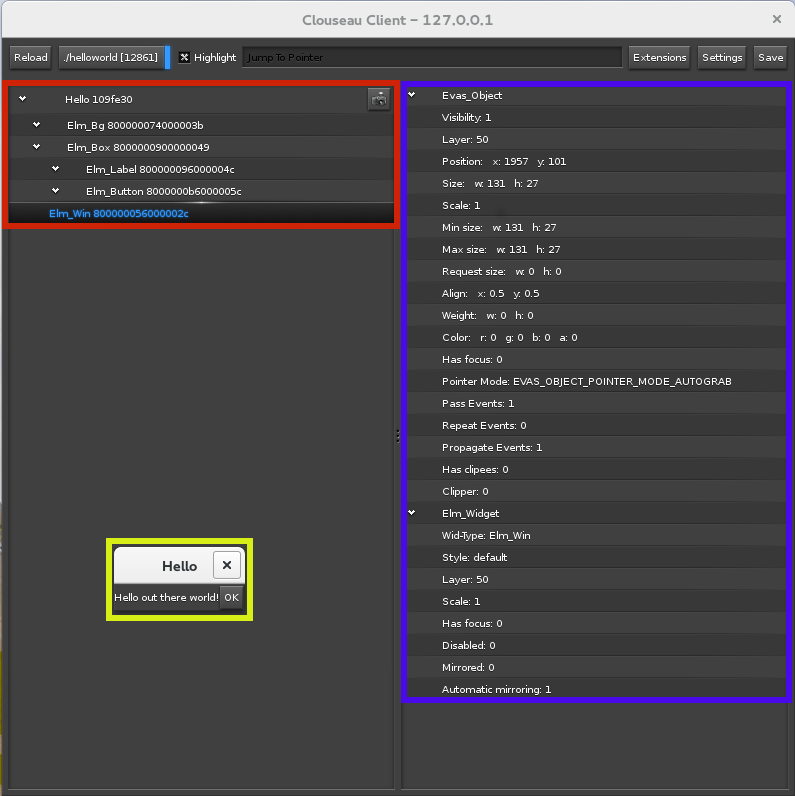 Clouseau Client – 127.0.0.1
Reload ./helloworld [12861] Highlight Jump To Pointer Extensions Settings Save
Hello 109fe30
Elm_Bg 800000074000003b
Elm_Box 8000000900000049
Elm_Label 800000096000004c
Elm_Button 8000000b6000005c
Elm_Win 800000056000002c
Hello
Hello out there world! OK
Evas_Object
Visibility: 1
Layer: 50
Position: x: 1957 y: 101
Size: w: 131 h: 27
Scale: 1
Min size: w: 131 h: 27
Max size: w: 131 h: 27
Request size: w: 0 h: 0
Align: x: 0.5 y: 0.5
Weight: w: 0 h: 0
Color: r: 0 g: 0 b: 0 a: 0
Has focus: 0
Pointer Mode: EVAS_OBJECT_POINTER_MODE_AUTOGRAB
Pass Events: 1
Repeat Events: 0
Propagate Events: 1
Has clipees: 0
Clipper: 0
Elm_Widget
Wid-Type: Elm_Win
Style: default
Layer: 50
Scale: 1
Has focus: 0
Disabled: 0
Mirrored: 0
Automatic mirroring: 1